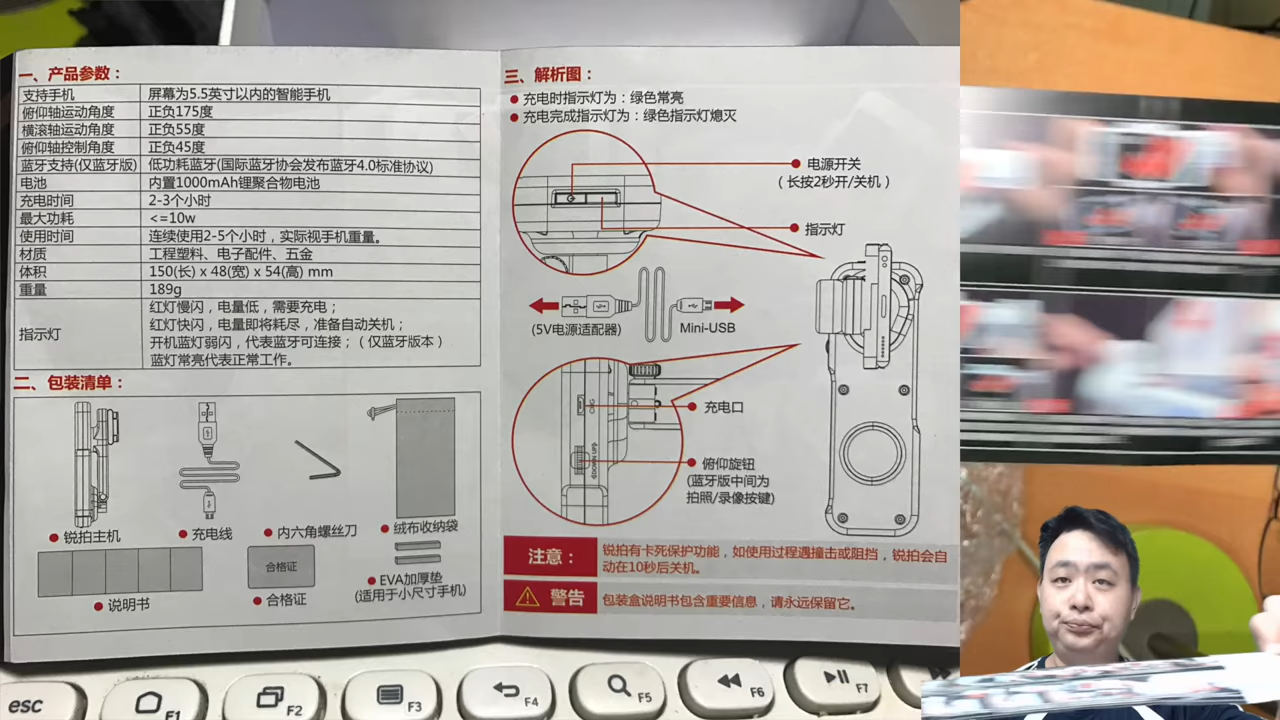 一、产品参数：
支持手机 屏幕为5.5英寸以内的智能手机
俯仰轴运动角度 正负175度
横滚轴运动角度 正负55度
俯仰轴控制角度 正负45度
蓝牙支持(仅蓝牙版) 低功耗蓝牙(国际蓝牙协会发布蓝牙4.0标准协议)
电池 内置1000mAh锂聚合物电池
充电时间 2-3个小时
最大功耗 <=10w
使用时间 连续使用2-5个小时，实际视手机重量。
材质 工程塑料、电子配件、五金
体积 150(长) x 48(宽) x 54(高) mm
重量 189g
指示灯 红灯慢闪，电量低，需要充电；
红灯快闪，电量即将耗尽，准备自动关机；
开机蓝灯弱闪，代表蓝牙可连接；（仅蓝牙版本）
蓝灯常亮代表正常工作。
二、包装清单：
锐拍主机
充电线
内六角螺丝刀
绒布收纳袋
说明书
合格证
合格证
EVA加厚垫
(适用于小尺寸手机)
三、解析图：
充电时指示灯为：绿色常亮
充电完成指示灯为：绿色指示灯熄灭
电源开关
（长按2秒开/关机）
指示灯
(5V电源适配器)
Mini-USB
CHG
充电口
俯仰旋钮
(蓝牙版中间为
拍照/录像按键)
注意：
锐拍有卡死保护功能，如使用过程遇撞击或阻挡，锐拍会自
动在10秒后关机。
警告
包装盒说明书包含重要信息，请永远保留它。
esc
F1
F2
F3
F4
F5
F6
F7